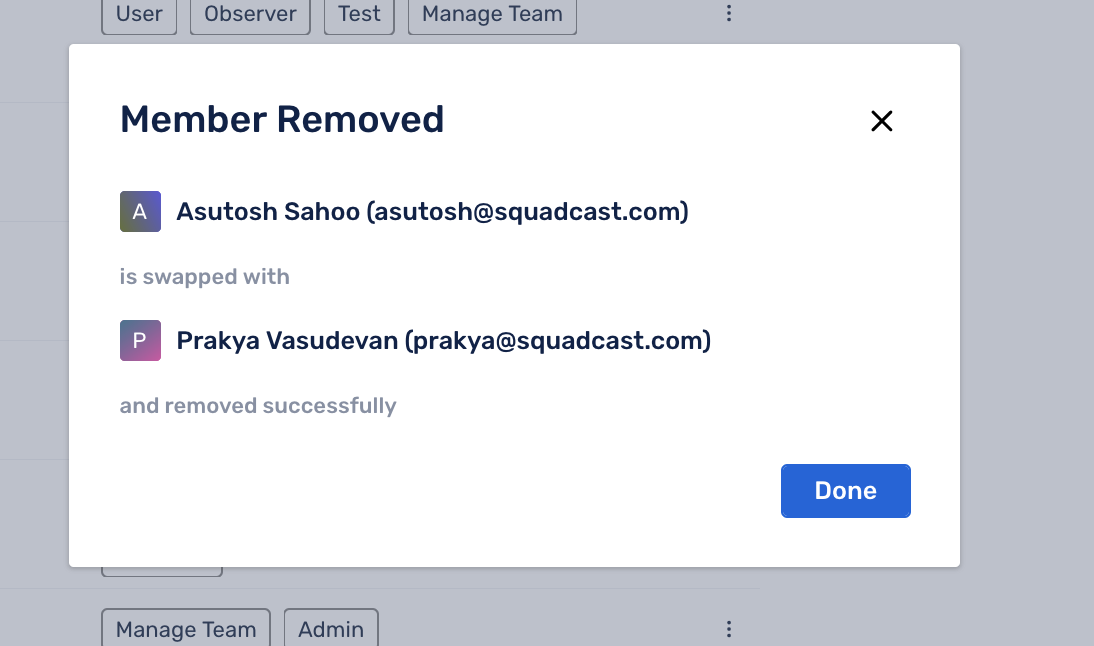 User Observer Test Manage Team
Member Removed
A Asutosh Sahoo (asutosh@squadcast.com)
is swapped with
P Prakya Vasudevan (prakya@squadcast.com)
and removed successfully
Done
Manage Team Admin